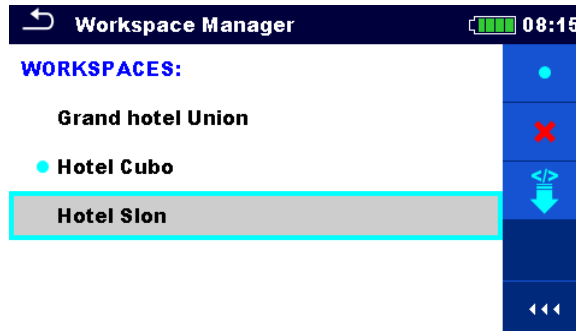 Workspace Manager 08:15
WORKSPACES:
Grand hotel Union
Hotel Cubo
</>
Hotel Slon